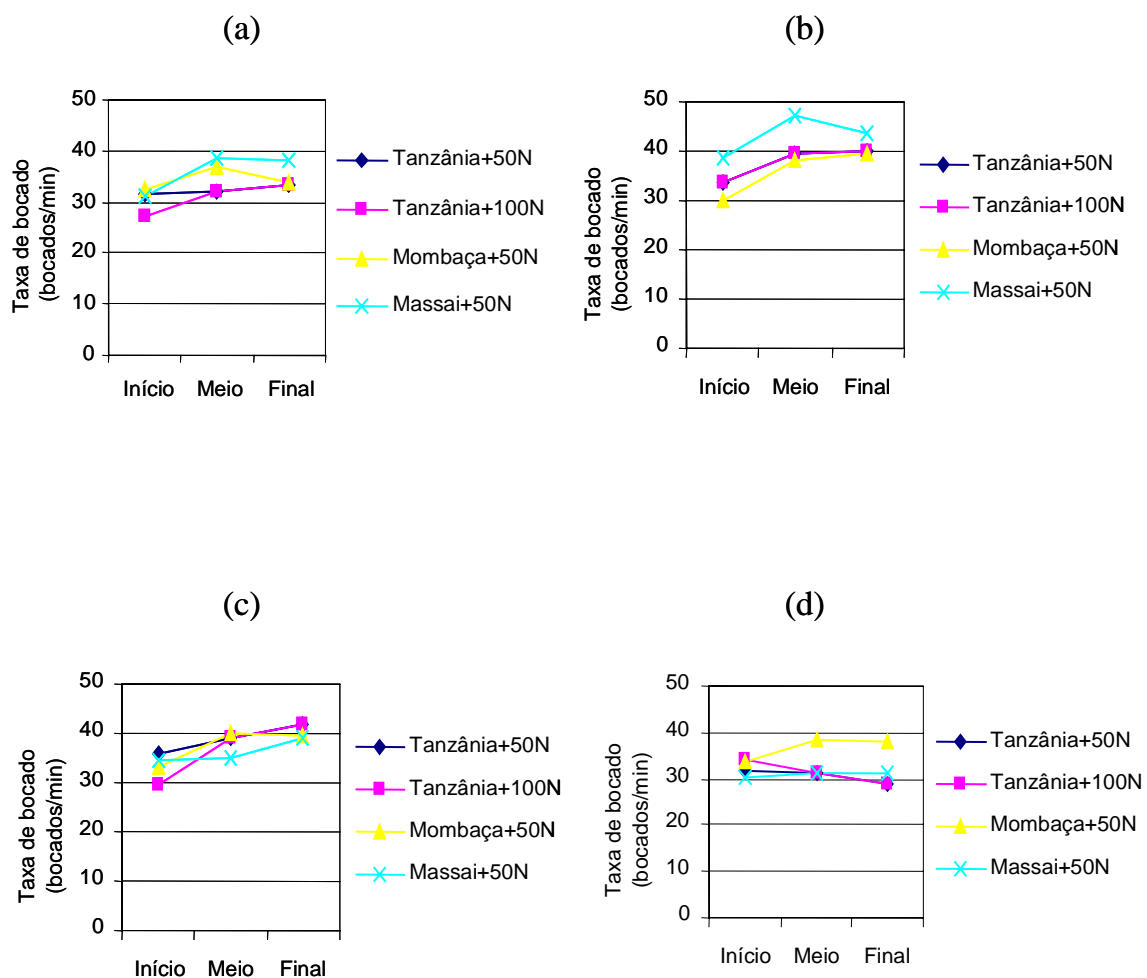 (a)
Taxa de bocado
(bocados/min)
50
40
30
20
10
0
Início Meio Final
Tanzânia+50N
Tanzânia+100N
Mombaça+50N
Massai+50N
(b)
Taxa de bocado
(bocados/min)
50
40
30
20
10
0
Início Meio Final
Tanzânia+50N
Tanzânia+100N
Mombaça+50N
Massai+50N
(c)
Taxa de bocado
(bocados/min)
50
40
30
20
10
0
Início Meio Final
Tanzânia+50N
Tanzânia+100N
Mombaça+50N
Massai+50N
(d)
Taxa de bocado
(bocados/min)
50
40
30
20
10
0
Início Meio Final
Tanzânia+50N
Tanzânia+100N
Mombaça+50N
Massai+50N